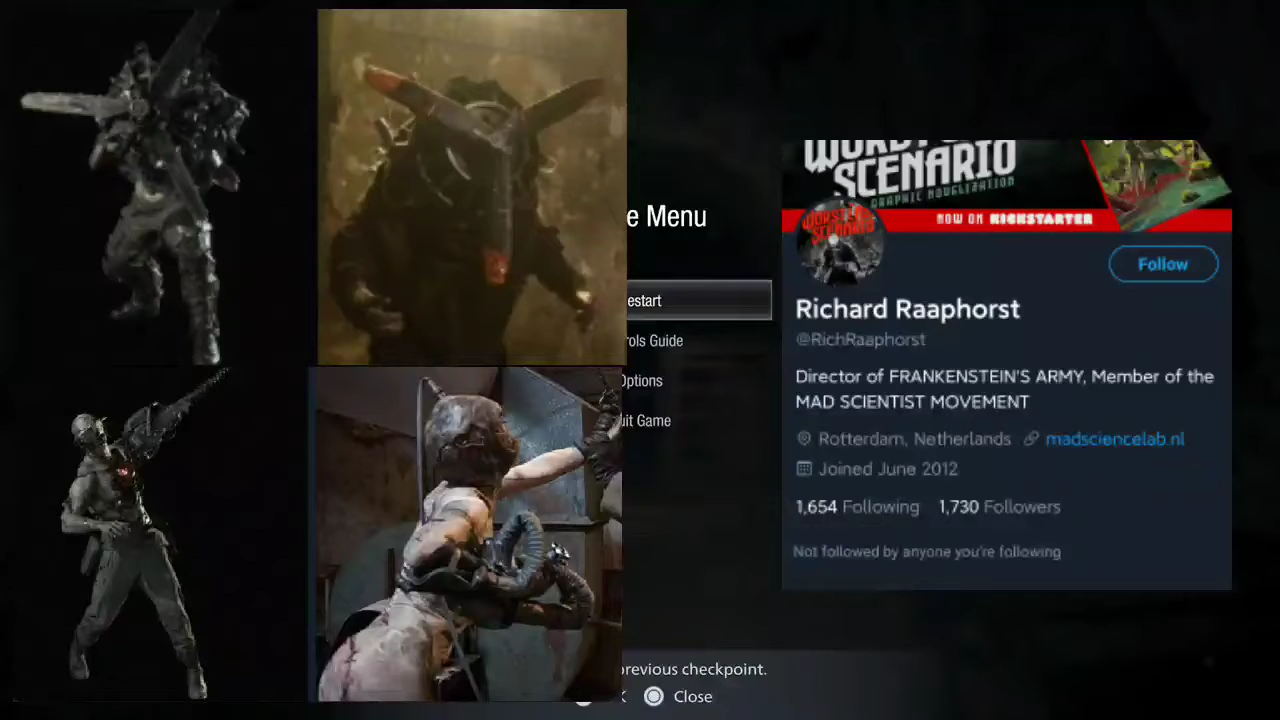 e Menu
estart
rols Guide
Options
uit Game
previous checkpoint.
Close
SCENARIO
GRAPHIC NOVELIZATION
NOW ON KICKSTARTER
Follow
Richard Raaphorst
@RichRaaphorst
Director of FRANKENSTEIN'S ARMY, Member of the
MAD SCIENTIST MOVEMENT
Rotterdam, Netherlands madsciencelab.nl
Joined June 2012
1,654 Following 1,730 Followers
Not followed by anyone you're following